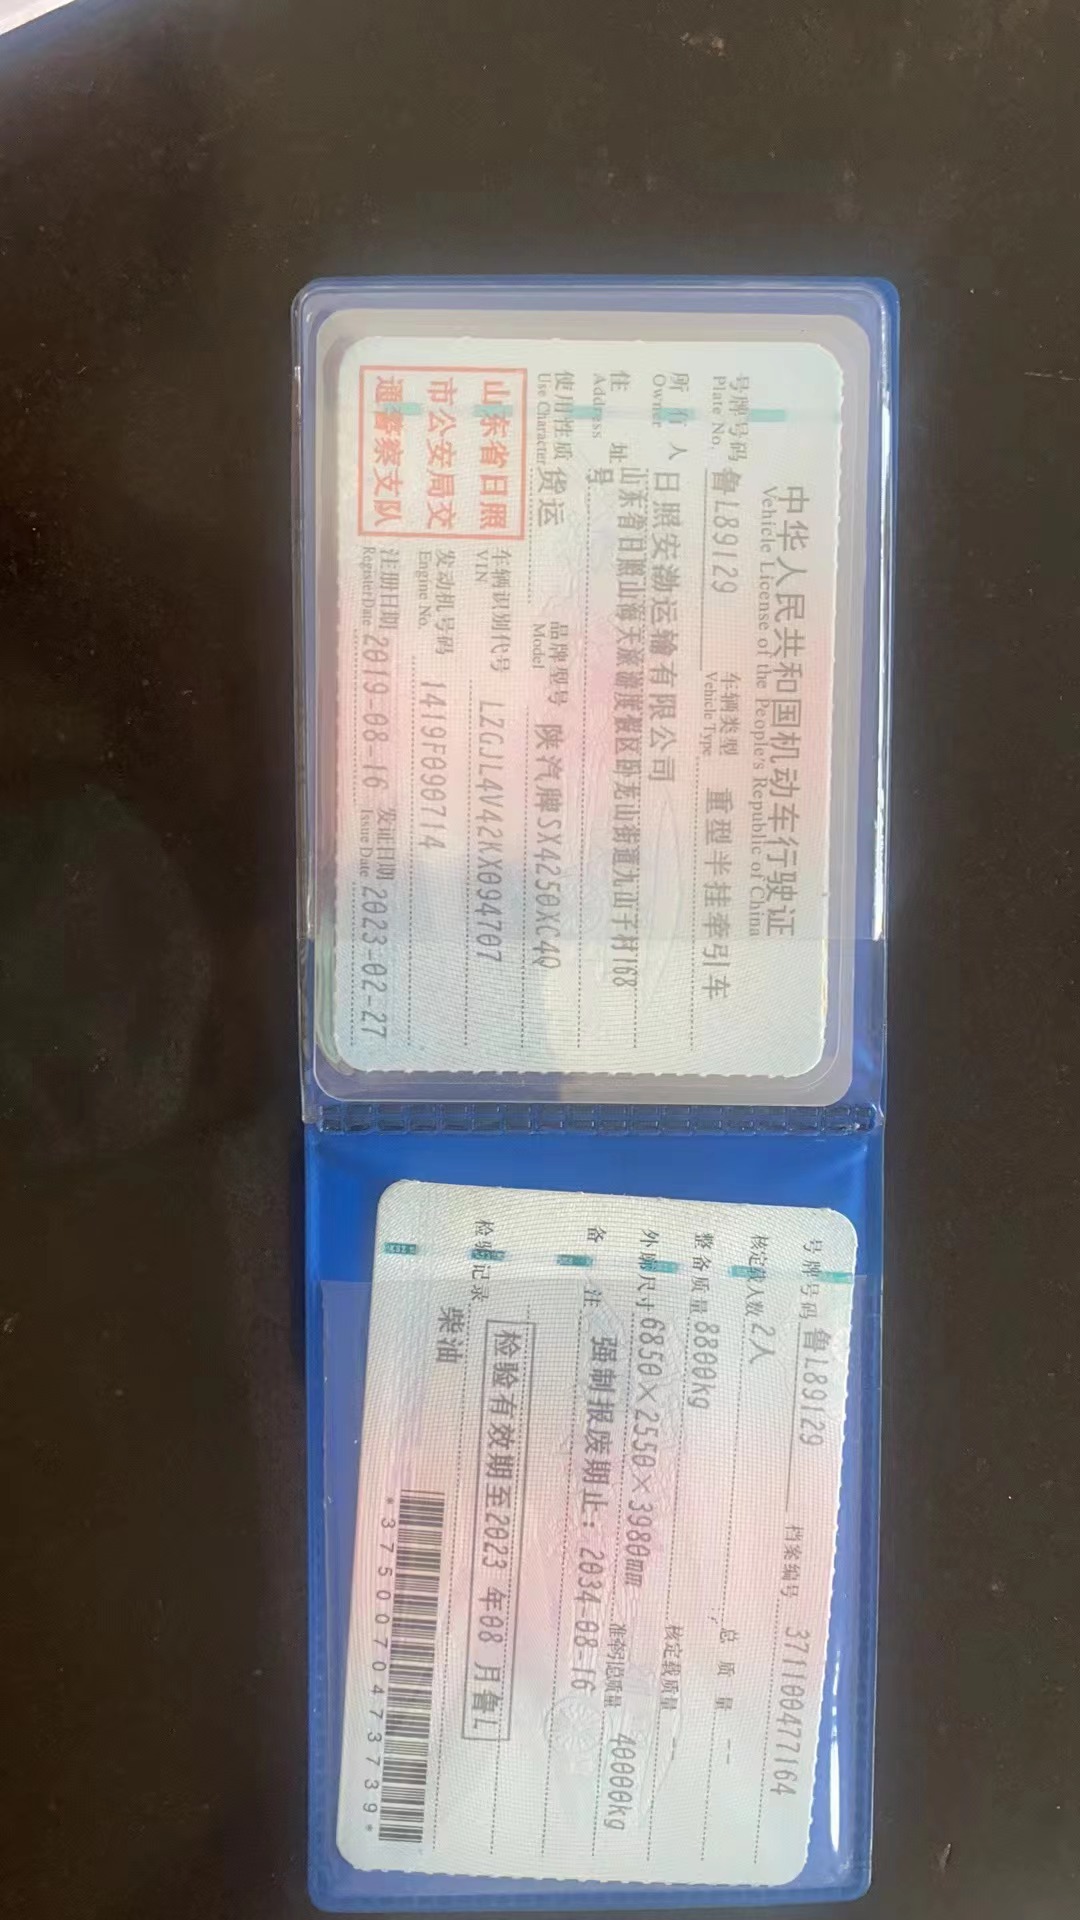 中华人民共和国机动车行驶证
Vehicle License of the People's Republic of China
号牌号码 鲁L89129 车辆类型 重型半挂牵引车
Plate No. Vehicle Type
所有人 日照安渤运输有限公司
Owner
住址 山东省日照山海天旅游度假区卧龙山街道九山子村168
Address 号
使用性质 货运 品牌型号 陕汽牌SX4250XC4Q
Use Character Model
山东省日照
市公安局交
通警察支队
车辆识别代号 LZGJL4V42KX094707
VIN
发动机号码 1419F090714
Engine No.
注册日期 2019-08-16 发证日期 2023-02-27
Register Date Issue Date
号牌号码 鲁L89129 档案编号 371100477164
核定载人数 2人 总质量 --
整备质量 8800kg 核定载质量 --
外廓尺寸 6850×2550×3980mm 准牵引总质量 40000kg
备注 强制报废期止：2034-08-16
检验有效期至2023年08月鲁L
检验记录
柴油
*3750070473739*